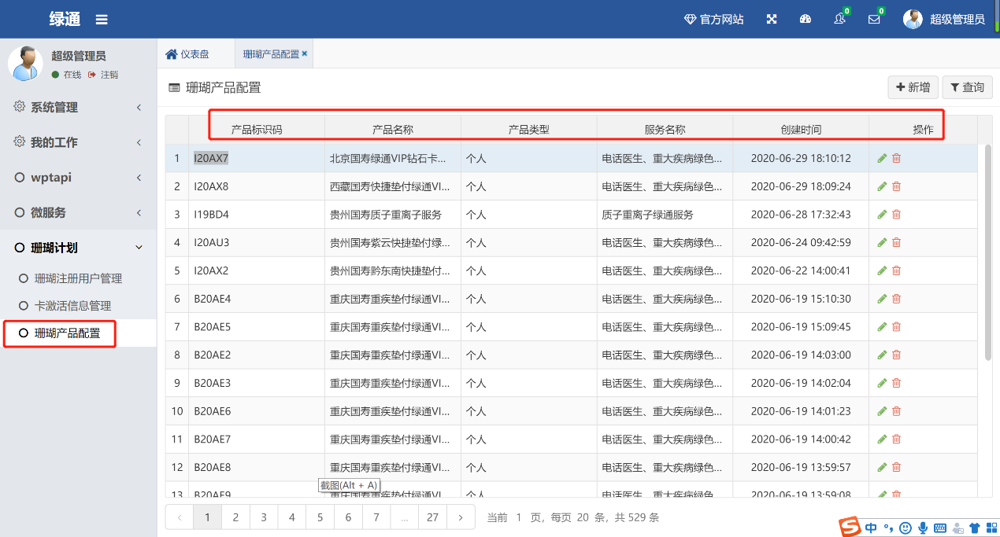 绿通
官方网站 0 0 超级管理员
超级管理员
在线 注销
系统管理
我的工作
wptapi
微服务
珊瑚计划
珊瑚注册用户管理
卡激活信息管理
珊瑚产品配置
仪表盘 珊瑚产品配置 ×
珊瑚产品配置 新增 查询
产品标识码 产品名称 产品类型 服务名称 创建时间 操作
1 I20AX7 北京国寿绿通VIP钻石卡... 个人 电话医生、重大疾病绿色... 2020-06-29 18:10:12
2 I20AX8 西藏国寿快捷垫付绿通VI... 个人 电话医生、重大疾病绿色... 2020-06-29 18:09:24
3 I19BD4 贵州国寿质子重离子服务 个人 质子重离子绿通服务 2020-06-28 17:32:43
4 I20AU3 贵州国寿紫云快捷垫付绿... 个人 电话医生、重大疾病绿色... 2020-06-24 09:42:59
5 I20AX2 贵州国寿黔东南快捷垫付... 个人 电话医生、重大疾病绿色... 2020-06-22 14:00:41
6 B20AE4 重庆国寿重疾垫付绿通VI... 个人 电话医生、重大疾病绿色... 2020-06-19 15:10:30
7 B20AE5 重庆国寿重疾垫付绿通VI... 个人 电话医生、重大疾病绿色... 2020-06-19 15:09:45
8 B20AE2 重庆国寿重疾垫付绿通VI... 个人 电话医生、重大疾病绿色... 2020-06-19 14:03:00
9 B20AE3 重庆国寿重疾垫付绿通VI... 个人 电话医生、重大疾病绿色... 2020-06-19 14:02:04
10 B20AE6 重庆国寿重疾垫付绿通VI... 个人 电话医生、重大疾病绿色... 2020-06-19 14:01:23
11 B20AE7 重庆国寿重疾垫付绿通VI... 个人 电话医生、重大疾病绿色... 2020-06-19 14:00:42
12 B20AE8 重庆国寿重疾垫付绿通VI... 个人 电话医生、重大疾病绿色... 2020-06-19 13:59:57
截图(Alt + A)
13 B20AE9 重庆国寿重疾垫付绿通VI... 个人 电话医生、重大疾病绿色... 2020-06-19 13:59:08
‹ 1 2 3 4 5 6 7 ... 27 › 当前 1 页，每页 20 条，共 529 条
S 中 °,